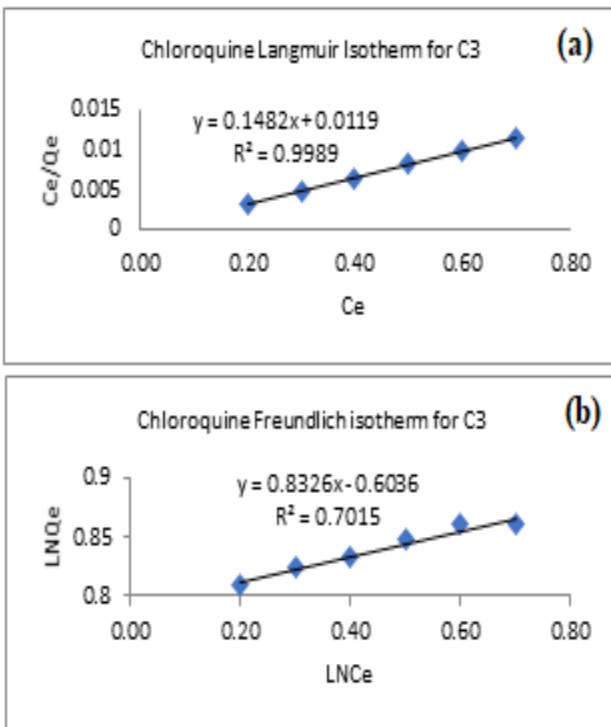 Chloroquine Langmuir Isotherm for C3
(a)
y = 0.1482x + 0.0119
R² = 0.9989
Ce/Qe
0.015
0.01
0.005
0
0.00 0.20 0.40 0.60 0.80
Ce
(b)
Chloroquine Freundlich isotherm for C3
y = 0.8326x - 0.6036
R² = 0.7015
LNQe
0.9
0.85
0.8
0.00 0.20 0.40 0.60 0.80
LNCe